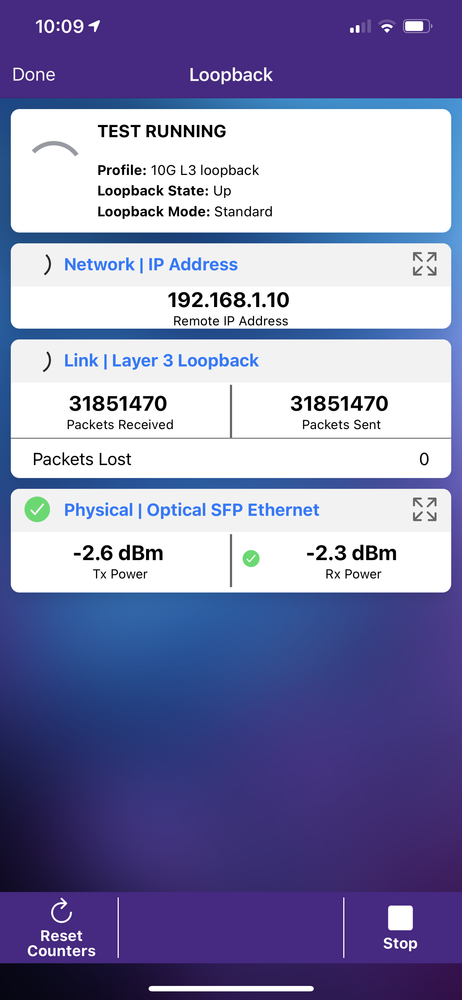 10:09
Done
Loopback
TEST RUNNING
Profile: 10G L3 loopback
Loopback State: Up
Loopback Mode: Standard
Network | IP Address
192.168.1.10
Remote IP Address
Link | Layer 3 Loopback
31851470
Packets Received
31851470
Packets Sent
Packets Lost 0
Physical | Optical SFP Ethernet
-2.6 dBm
Tx Power
-2.3 dBm
Rx Power
Reset
Counters
Stop